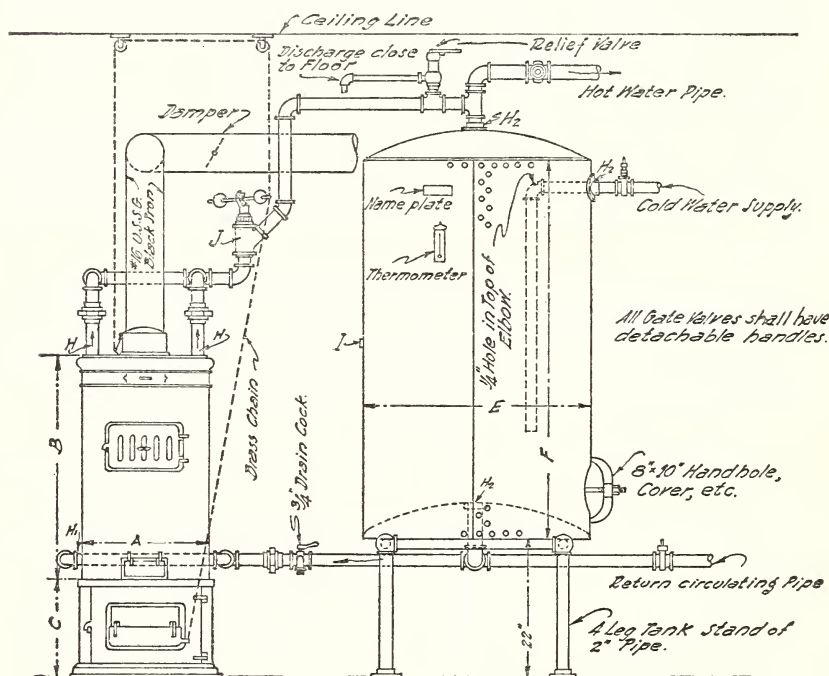 Ceiling Line
Discharge close
to Floor
Relief Valve
Hot Water Pipe.
Damper
H2
#16 U.S.S.G.
Black Iron
Name plate
H2
Cold Water Supply.
J
Thermometer
1/4" Hole in Top of
Elbow.
All Gate Valves shall have
detachable handles.
H
H
I
Brass Chain
E
F
B
3/4" Drain Cock.
8"x10" Handhole,
Cover, etc.
H2
H1
A
Return circulating Pipe
C
22"
4 Leg Tank Stand of
2" Pipe.